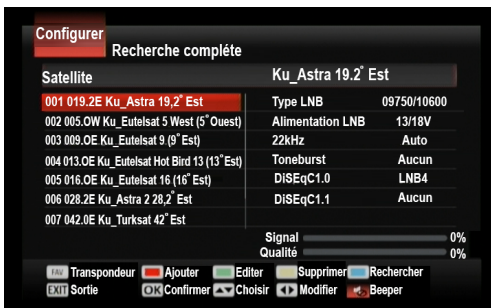 Configurer
Recherche compléte
Satellite
Ku_Astra 19.2° Est
001 019.2E Ku_Astra 19,2° Est
Type LNB 09750/10600
002 005.OW Ku_Eutelsat 5 West (5° Ouest)
Alimentation LNB 13/18V
003 009.OE Ku_Eutelsat 9 (9° Est)
22kHz Auto
004 013.OE Ku_Eutelsat Hot Bird 13 (13° Est)
Toneburst Aucun
005 016.OE Ku_Eutelsat 16 (16° Est)
DiSEqC1.0 LNB4
006 028.2E Ku_Astra 2 28,2° Est
DiSEqC1.1 Aucun
007 042.0E Ku_Turksat 42° Est
Signal 0%
Qualité 0%
FAV Transpondeur Ajouter Editer Supprimer Rechercher
EXIT Sortie OK Confirmer Choisir Modifier Beeper